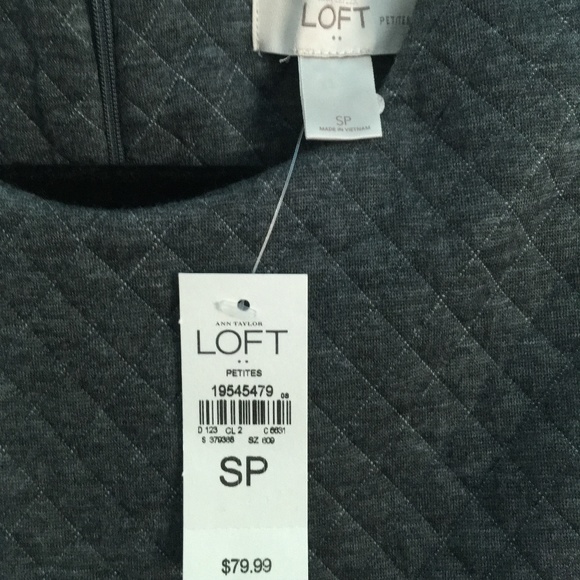 LOFT PETITES
SP
MADE IN VIETNAM
ANN TAYLOR
LOFT
PETITES
19545479 08
D 123 CL 2 C 6631
S 379388 SZ 609
SP
$79.99